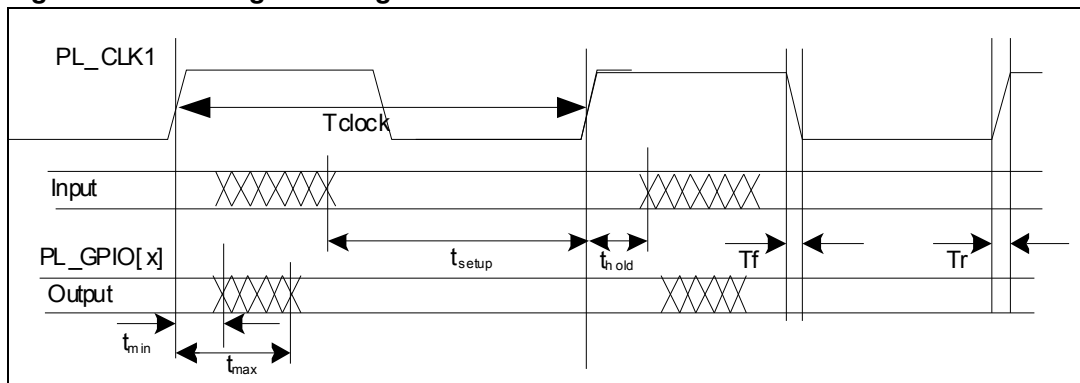 PL_CLK1
Tclock
Input
tsetup
thold
Tf
Tr
PL_GPIO[x]
Output
tmin
tmax